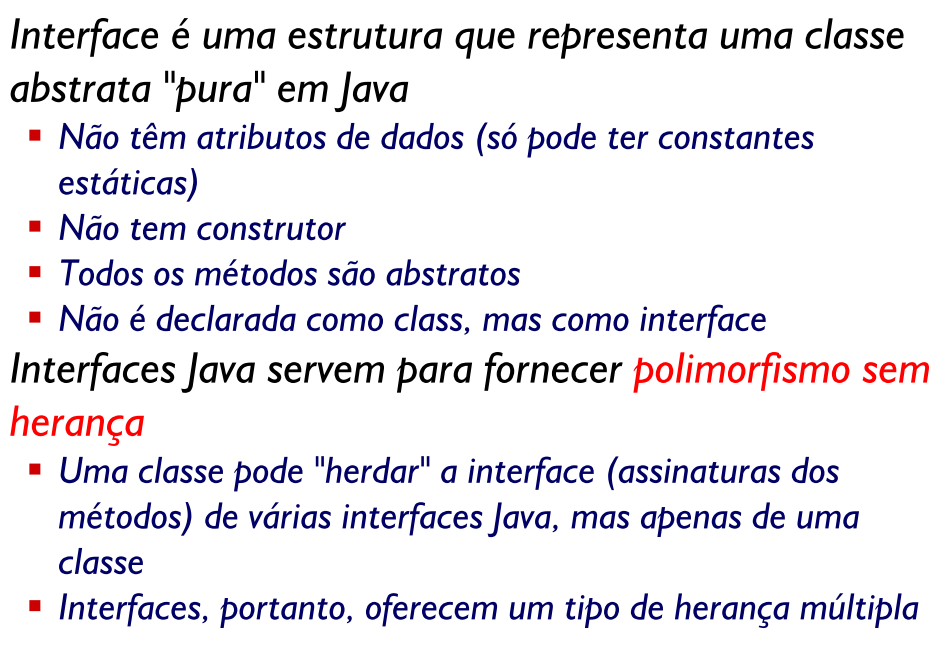 Interface é uma estrutura que representa uma classe
abstrata "pura" em Java
▪ Não têm atributos de dados (só pode ter constantes
estáticas)
▪ Não tem construtor
▪ Todos os métodos são abstratos
▪ Não é declarada como class, mas como interface
Interfaces Java servem para fornecer polimorfismo sem
herança
▪ Uma classe pode "herdar" a interface (assinaturas dos
métodos) de várias interfaces Java, mas apenas de uma
classe
▪ Interfaces, portanto, oferecem um tipo de herança múltipla